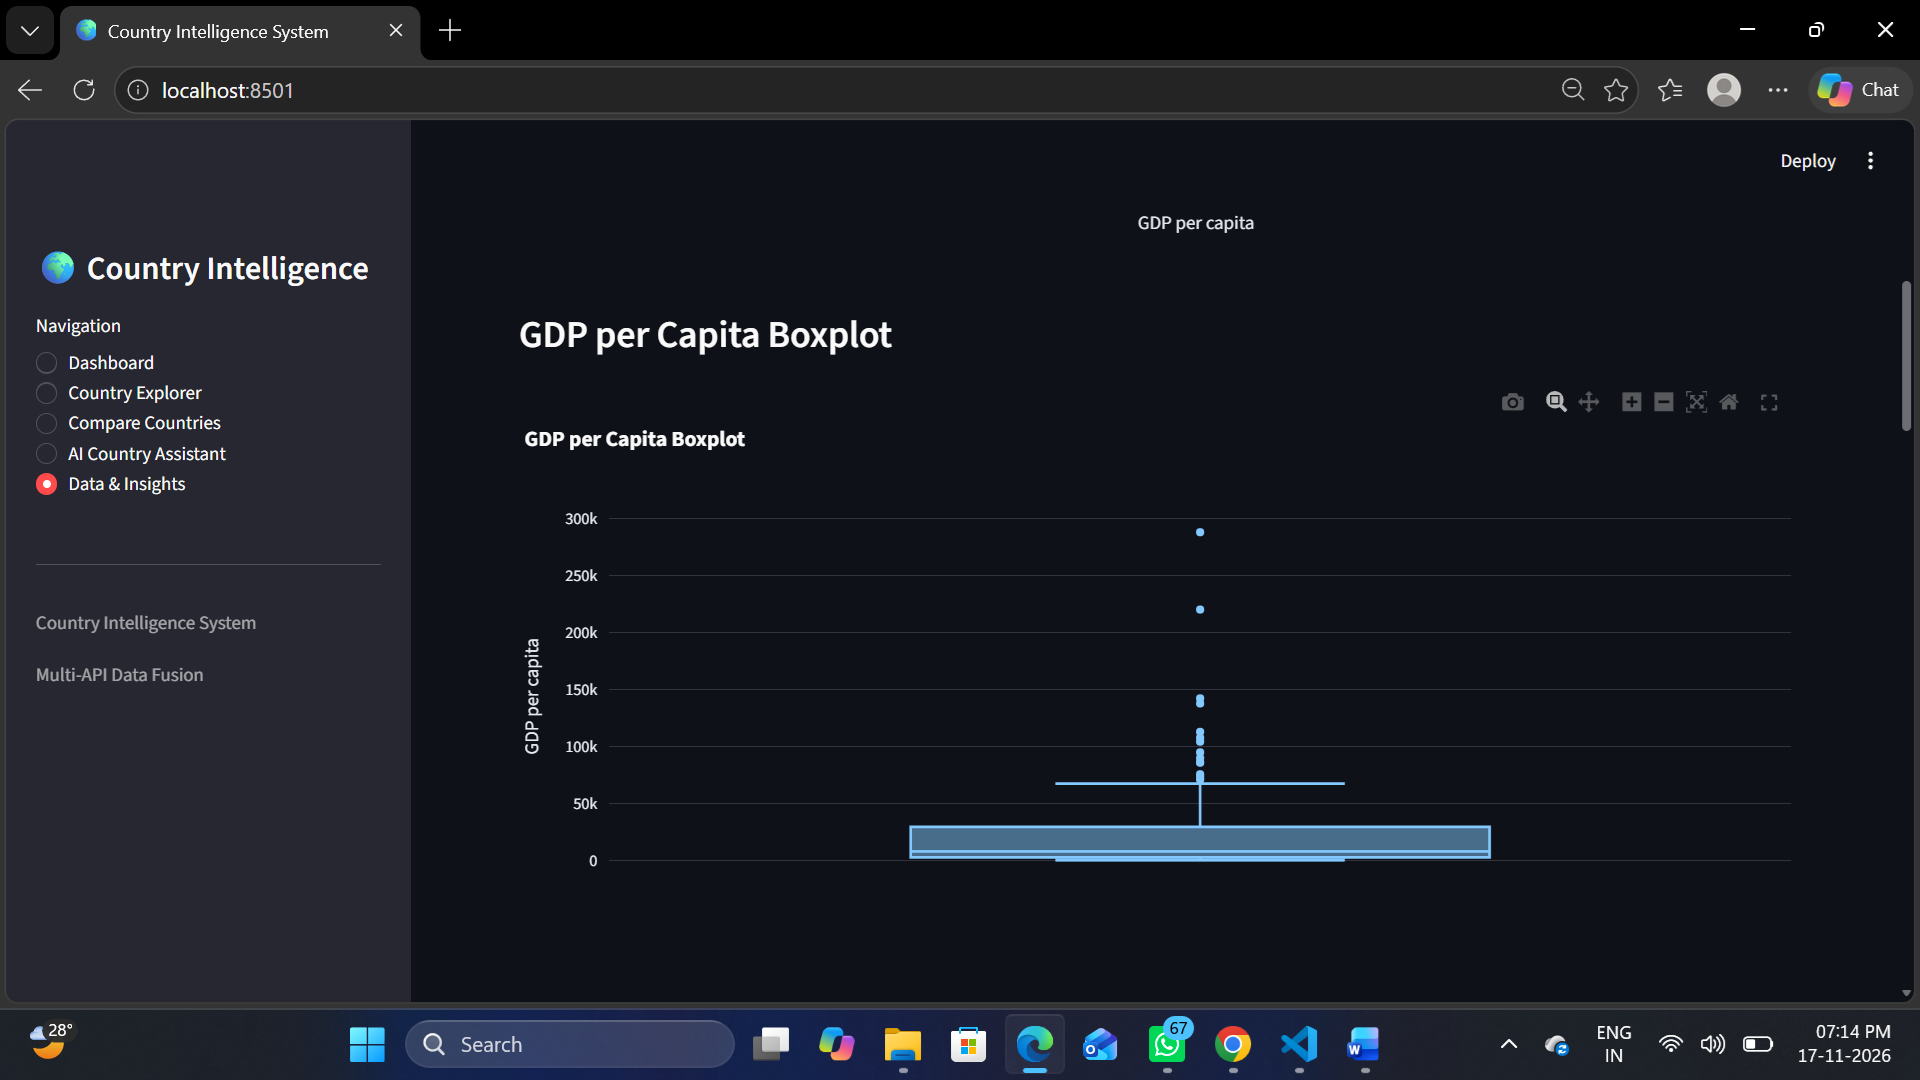 Country Intelligence System
localhost:8501
Chat
Deploy
GDP per capita
Country Intelligence
Navigation
Dashboard
Country Explorer
Compare Countries
AI Country Assistant
Data & Insights
Country Intelligence System
Multi-API Data Fusion
GDP per Capita Boxplot
GDP per Capita Boxplot
300k
250k
200k
150k
100k
50k
0
GDP per capita
28°
Search
67
ENG
IN
07:14 PM
17-11-2026